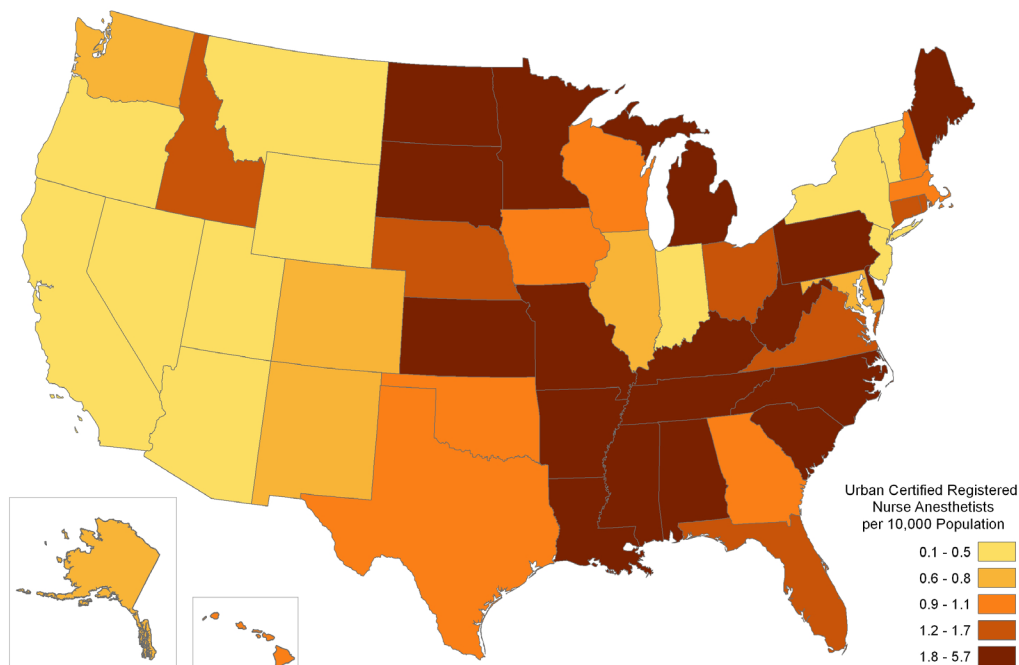 Urban Certified Registered
Nurse Anesthetists
per 10,000 Population
0.1 - 0.5
0.6 - 0.8
0.9 - 1.1
1.2 - 1.7
1.8 - 5.7